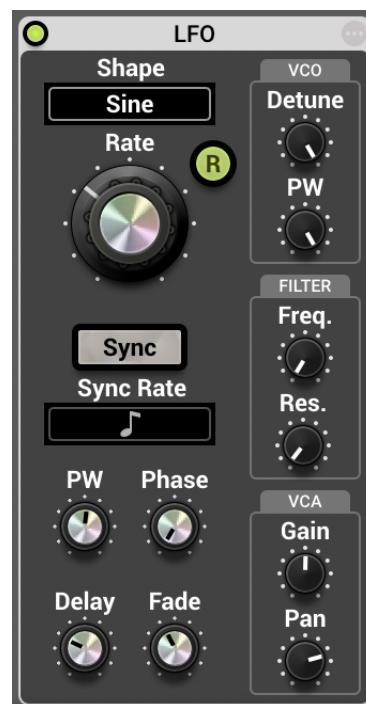 LFO
Shape
Sine
Rate
R
Sync
Sync Rate
PW Phase
Delay Fade
VCO
Detune
PW
FILTER
Freq.
Res.
VCA
Gain
Pan